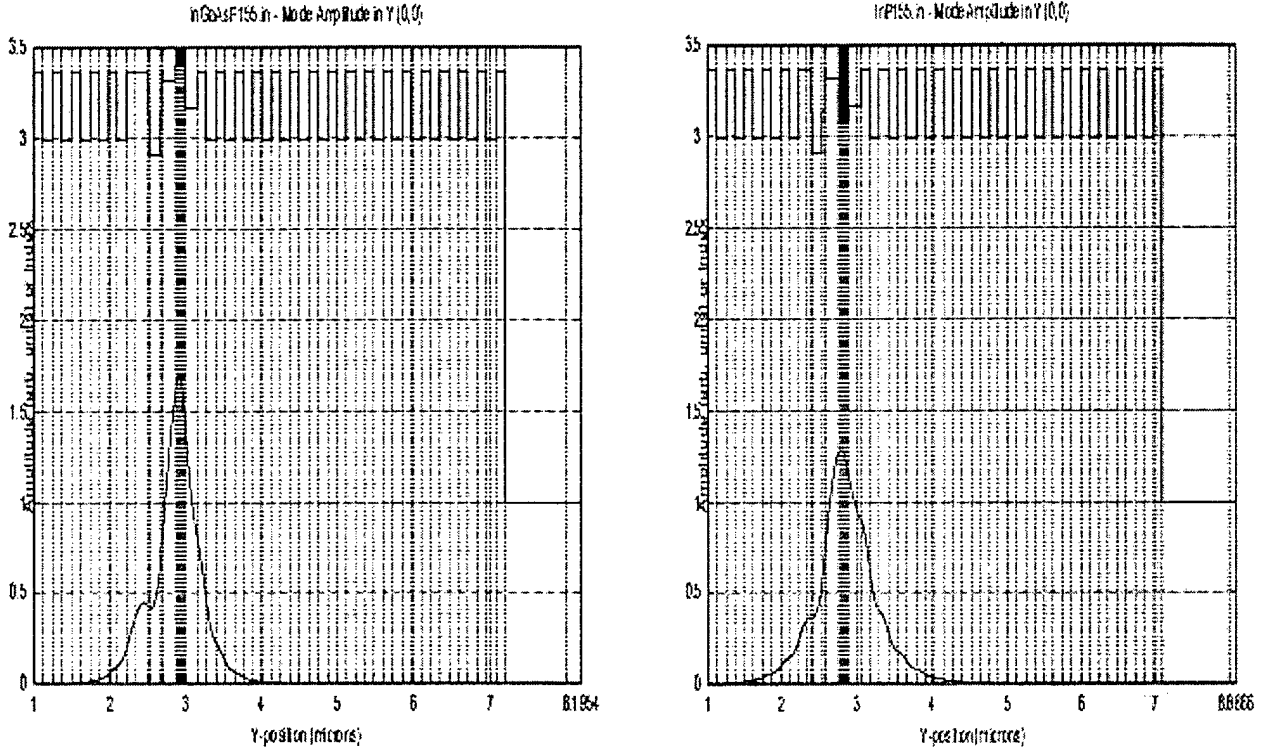 InGaAsP155.in - Mode Amplitude in Y (0,0)
3.5
3
2.5
2
1.5
1
0.5
0
1 2 3 4 5 6 7 8.1954
Y-position (microns)
InP155.in - Mode Amplitude in Y (0,0)
3.5
3
2.5
2
1.5
1
0.5
0
1 2 3 4 5 6 7
Y-position (microns)